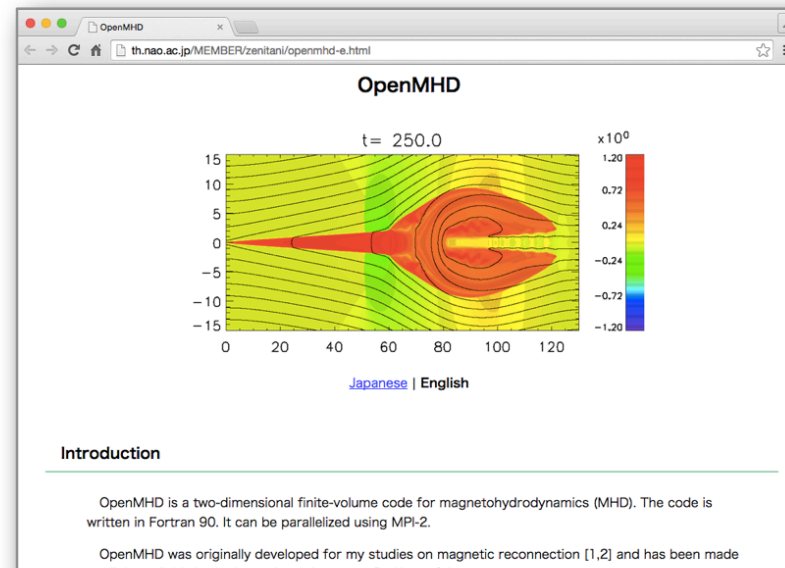 OpenMHD
th.nao.ac.jp/MEMBER/zenitani/openmhd-e.html
OpenMHD
t= 250.0
x10⁰
15
10
5
0
−5
−10
−15
0 20 40 60 80 100 120
1.20
0.72
0.24
−0.24
−0.72
−1.20
Japanese | English
Introduction
OpenMHD is a two-dimensional finite-volume code for magnetohydrodynamics (MHD). The code is
written in Fortran 90. It can be parallelized using MPI-2.
OpenMHD was originally developed for my studies on magnetic reconnection [1,2] and has been made